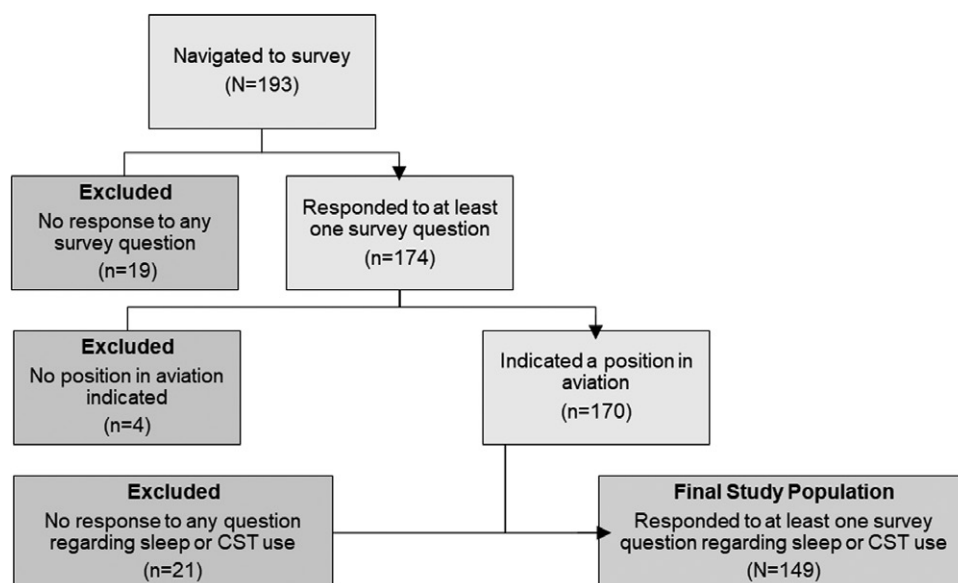 Navigated to survey
(N=193)
Excluded
No response to any
survey question
(n=19)
Responded to at least
one survey question
(n=174)
Excluded
No position in aviation
indicated
(n=4)
Indicated a position in
aviation
(n=170)
Excluded
No response to any question
regarding sleep or CST use
(n=21)
Final Study Population
Responded to at least one survey
question regarding sleep or CST use
(N=149)